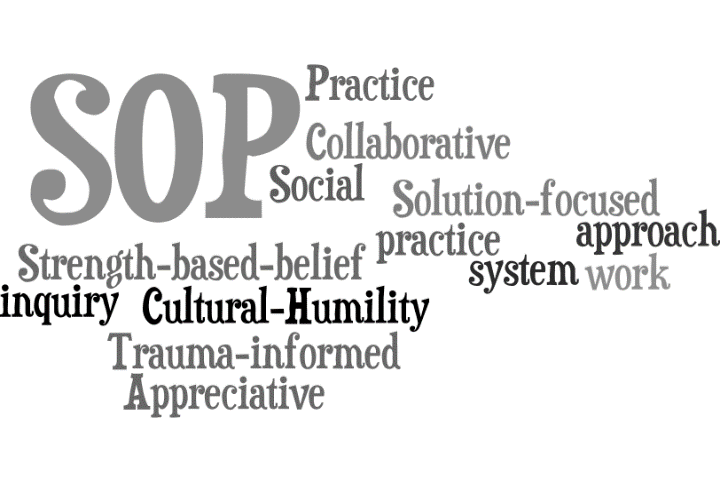 SOP
Practice
Collaborative
Social
Solution-focused
practice
approach
Strength-based-belief
system
work
inquiry
Cultural-Humility
Trauma-informed
Appreciative